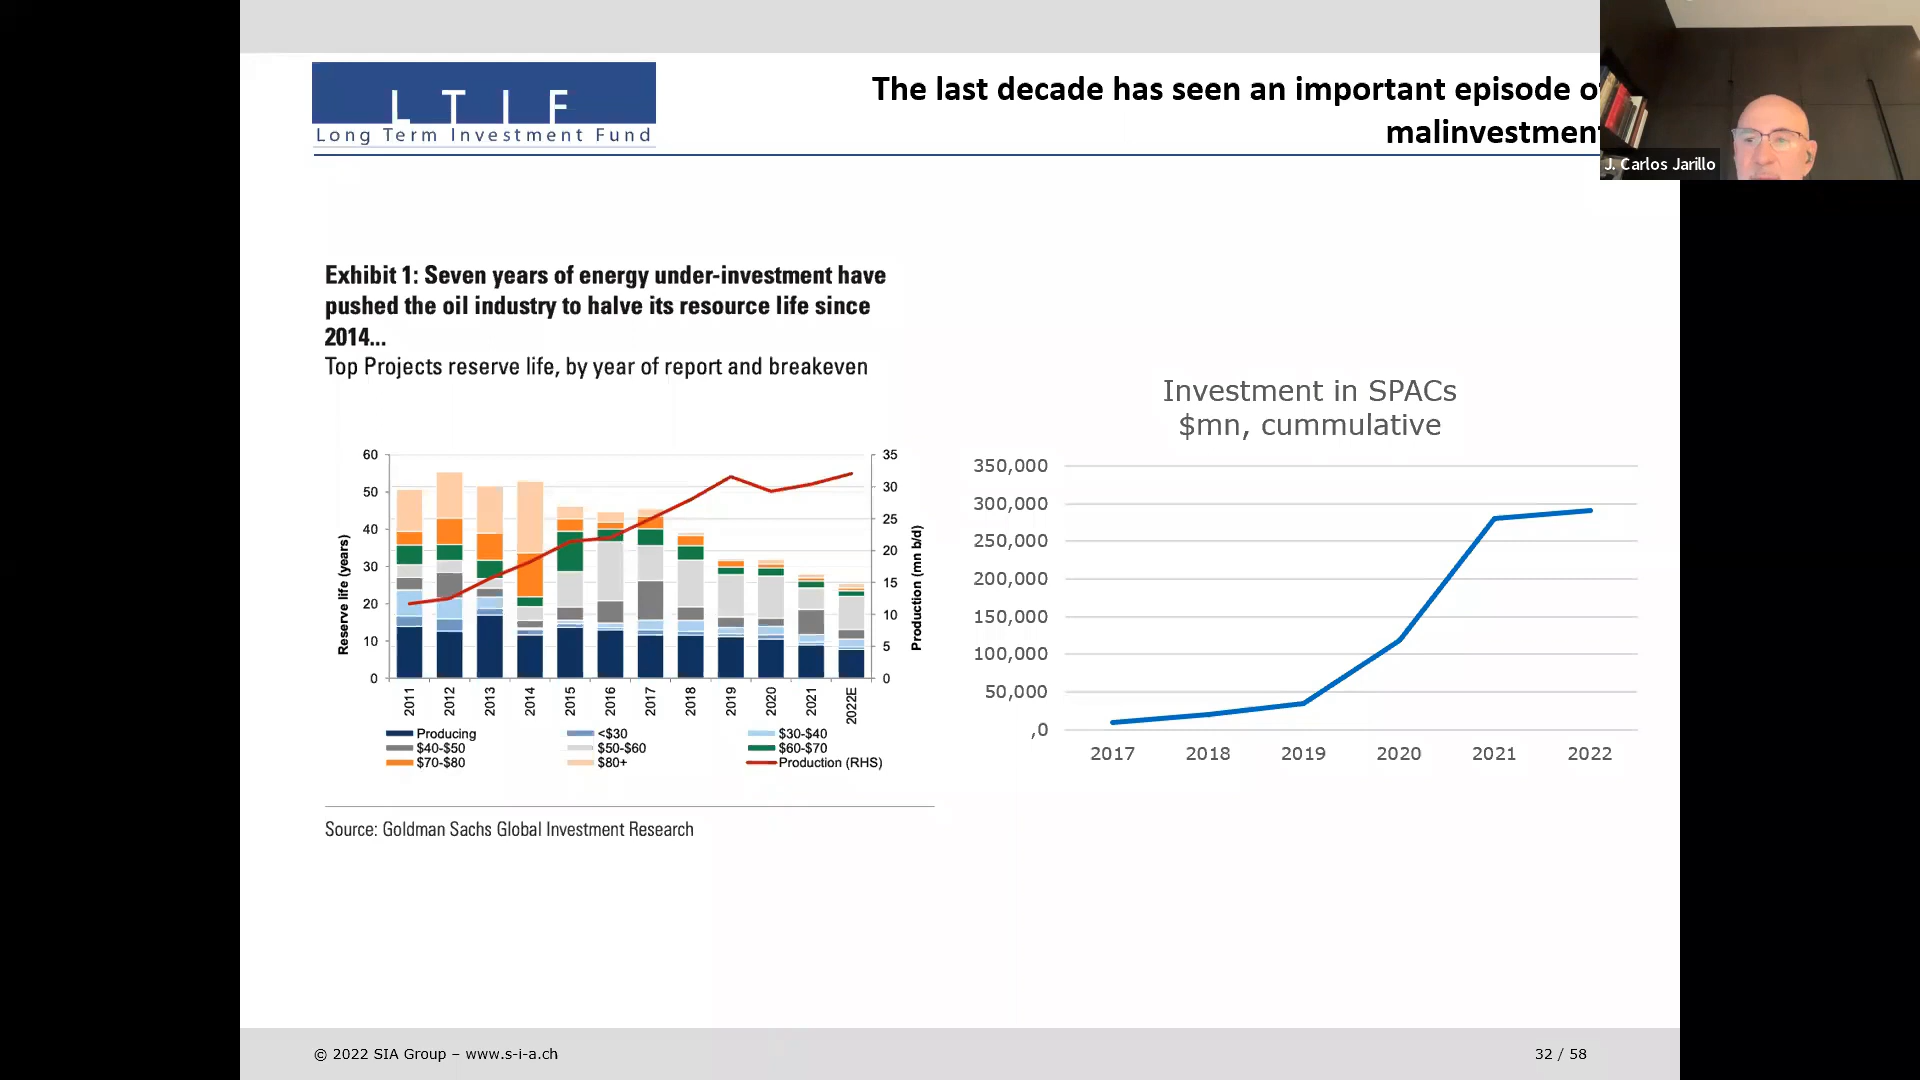 L T I F
Long Term Investment Fund
The last decade has seen an important episode
malinvestmen
J. Carlos Jarillo
Exhibit 1: Seven years of energy under-investment have
pushed the oil industry to halve its resource life since
2014...
Top Projects reserve life, by year of report and breakeven
60
50
40
30
20
10
0
Reserve life (years)
35
30
25
20
15
10
5
0
Production (mn b/d)
2011
2012
2013
2014
2015
2016
2017
2018
2019
2020
2021
2022E
Producing <$30 $30-$40
$40-$50 $50-$60 $60-$70
$70-$80 $80+ Production (RHS)
Source: Goldman Sachs Global Investment Research
Investment in SPACs
$mn, cummulative
350,000
300,000
250,000
200,000
150,000
100,000
50,000
,0
2017 2018 2019 2020 2021 2022
© 2022 SIA Group – www.s-i-a.ch
32 / 58